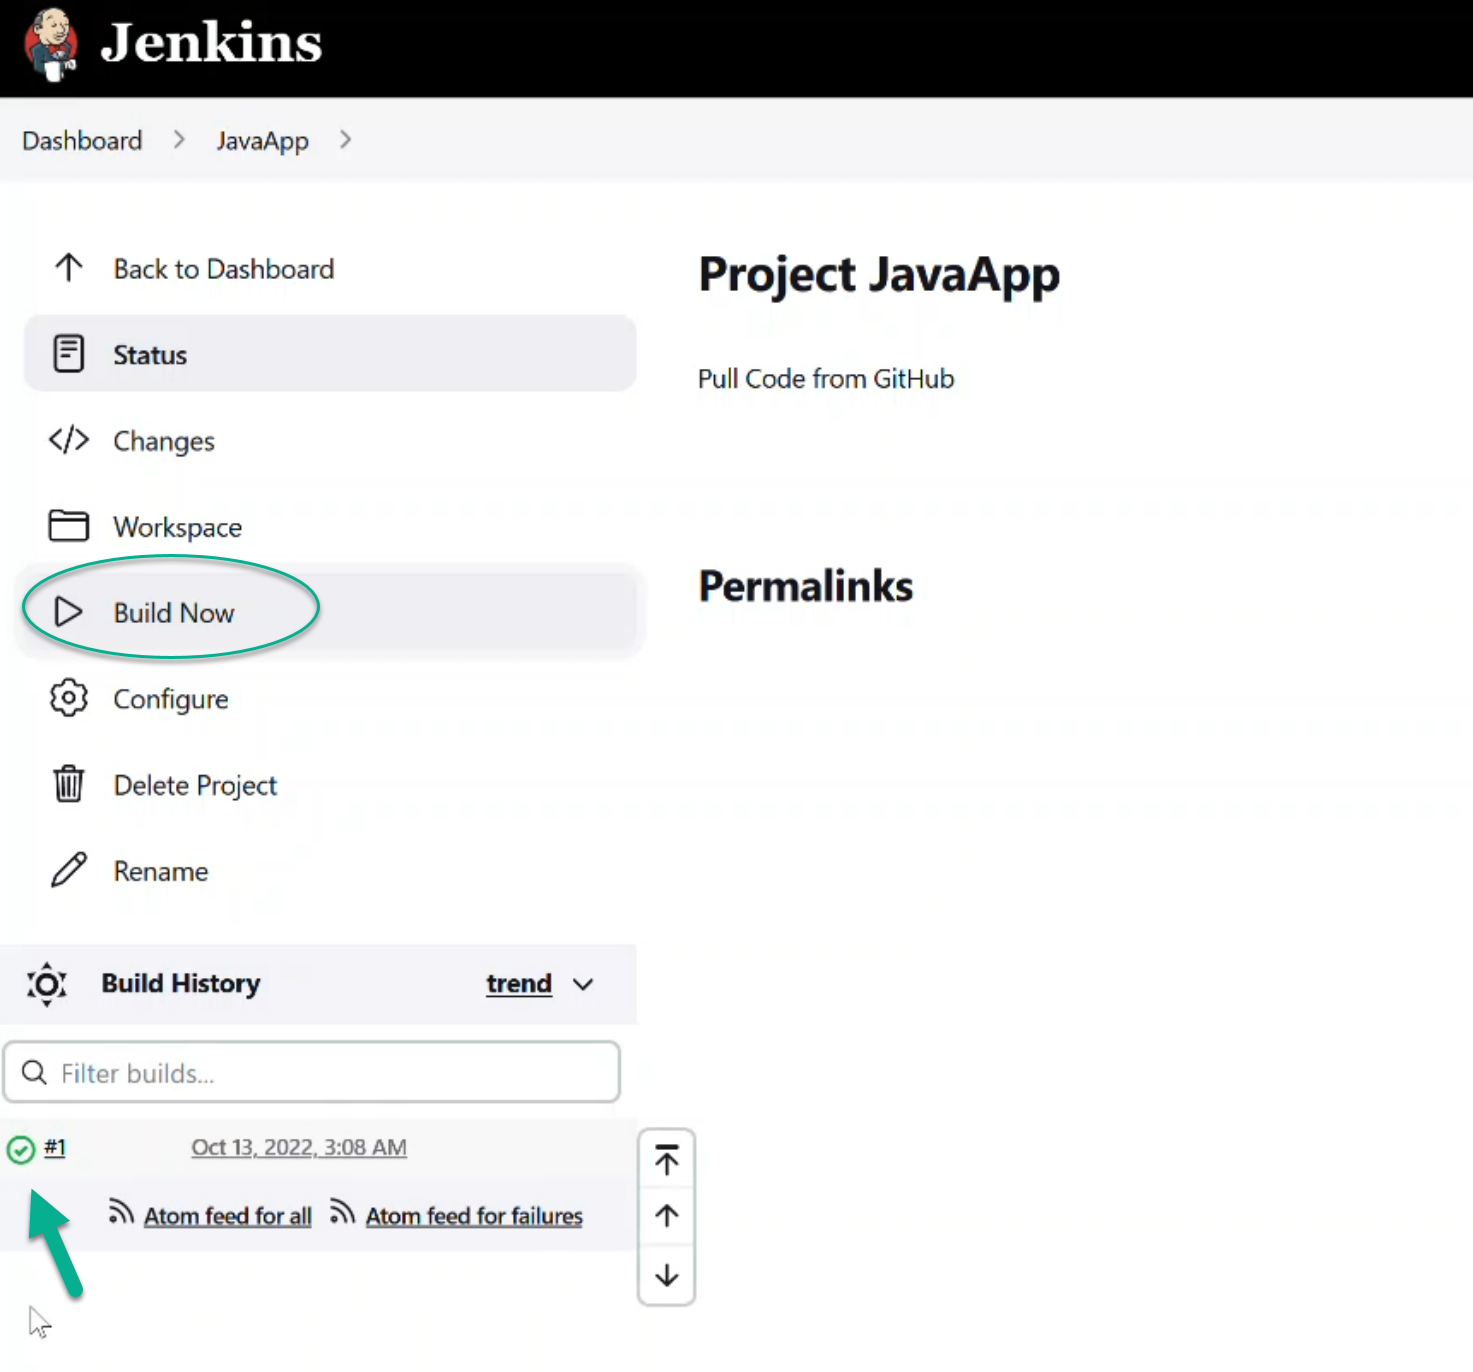 Jenkins
Dashboard
JavaApp
Back to Dashboard
Status
Changes
Workspace
Build Now
Configure
Delete Project
Rename
Project JavaApp
Pull Code from GitHub
Permalinks
Build History trend
Filter builds...
#1 Oct 13, 2022, 3:08 AM
Atom feed for all Atom feed for failures